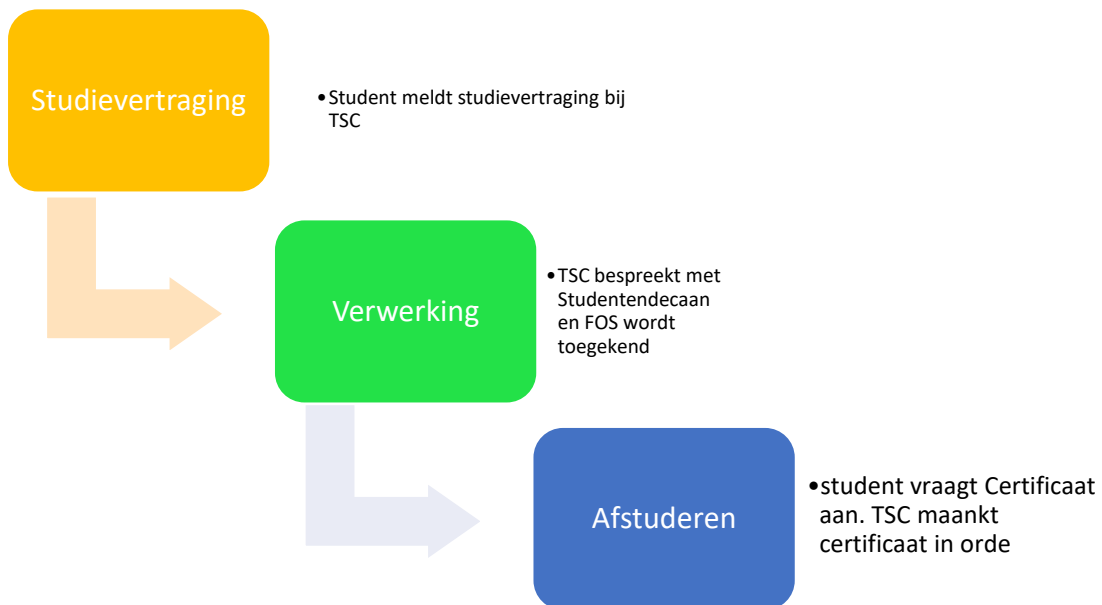 Studievertraging
•Student meldt studievertraging bij
TSC
Verwerking
•TSC bespreekt met
Studentendecaan
en FOS wordt
toegekend
Afstuderen
•student vraagt Certificaat
aan. TSC maankt
certificaat in orde